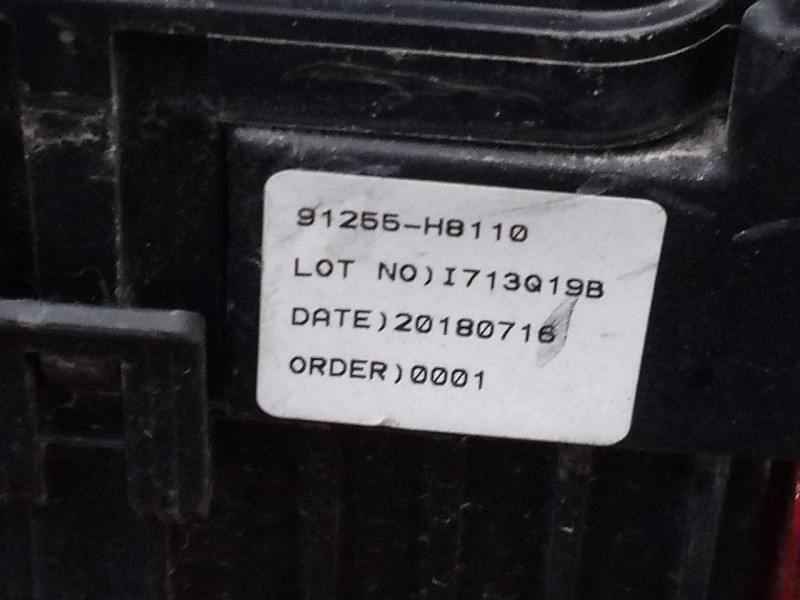 91255-H8110
LOT NO)I713Q19B
DATE)20180716
ORDER)0001